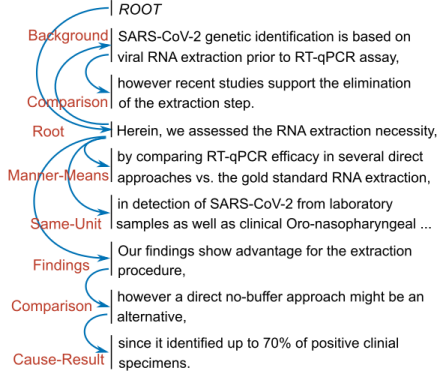 ROOT
Background
SARS-CoV-2 genetic identification is based on
viral RNA extraction prior to RT-qPCR assay,
Comparison
however recent studies support the elimination
of the extraction step.
Root
Herein, we assessed the RNA extraction necessity,
Manner-Means
by comparing RT-qPCR efficacy in several direct
approaches vs. the gold standard RNA extraction,
Same-Unit
in detection of SARS-CoV-2 from laboratory
samples as well as clinical Oro-nasopharyngeal ...
Findings
Our findings show advantage for the extraction
procedure,
Comparison
however a direct no-buffer approach might be an
alternative,
Cause-Result
since it identified up to 70% of positive clinial
specimens.